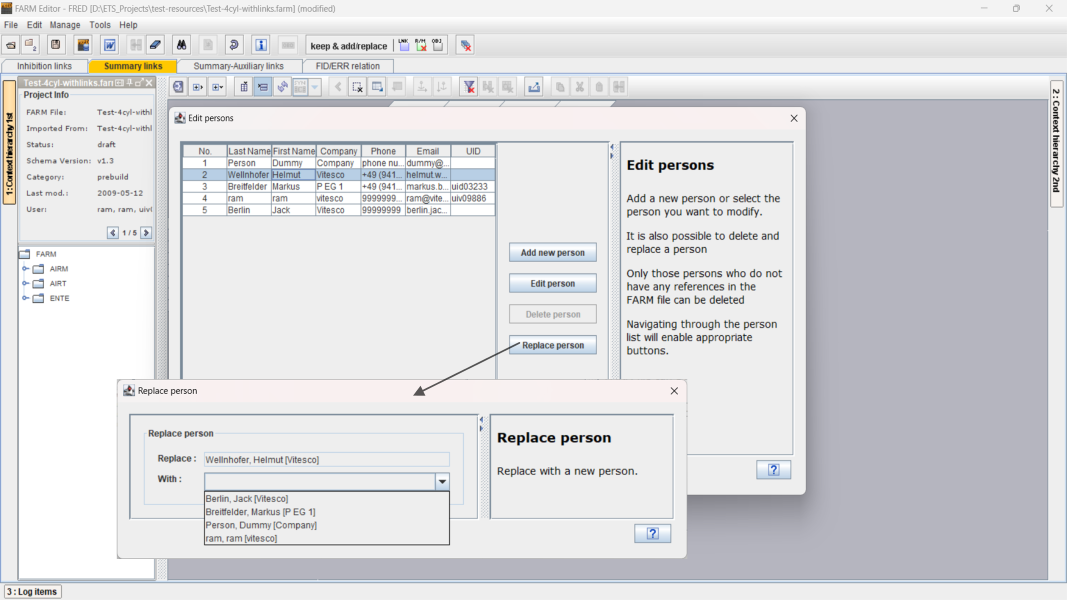 FARM Editor - FRED [D:\ETS_Projects\test-resources\Test-4cyl-withlinks.farm] (modified)
File Edit Manage Tools Help
keep & add/replace LNK R/H OBJ
Inhibition links Summary links Summary-Auxiliary links FID/ERR relation
1 : Context hierarchy 1st
2 : Context hierarchy 2nd
Test-4cyl-withlinks.farm
Project Info
FARM File: Test-4cyl-withl
Imported From: Test-4cyl-withl
Status: draft
Schema Version: v1.3
Category: prebuild
Last mod.: 2009-05-12
User: ram, ram, uivl
1 / 5
FARM
AIRM
AIRT
ENTE
Edit persons
No. Last Name First Name Company Phone Email UID
1 Person Dummy Company phone nu... dummy@...
2 Wellnhofer Helmut Vitesco +49 (941... helmut.w...
3 Breitfelder Markus P EG 1 +49 (941... markus.b... uid03233
4 ram ram vitesco 9999999... ram@vite... uiv09886
5 Berlin Jack Vitesco 99999999 berlin.jac...
Add new person
Edit person
Delete person
Replace person
Edit persons
Add a new person or select the
person you want to modify.
It is also possible to delete and
replace a person
Only those persons who do not
have any references in the
FARM file can be deleted
Navigating through the person
list will enable appropriate
buttons.
?
Replace person
Replace person
Replace : Wellnhofer, Helmut [Vitesco]
With :
Berlin, Jack [Vitesco]
Breitfelder, Markus [P EG 1]
Person, Dummy [Company]
ram, ram [vitesco]
Replace person
Replace with a new person.
?
3 : Log items